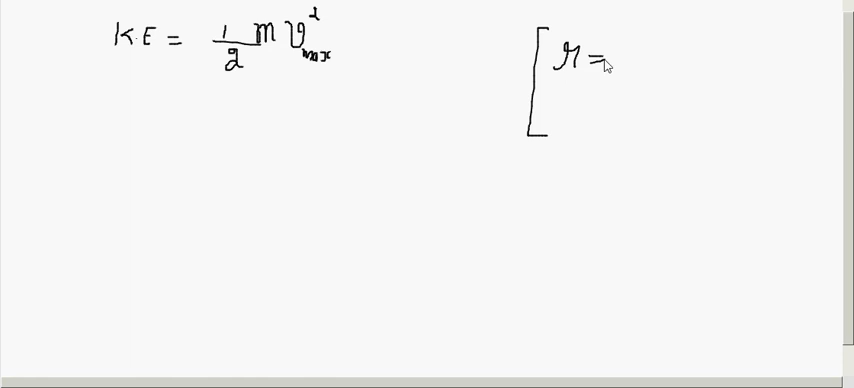 K.E = 1/2 m v²max
[ r =